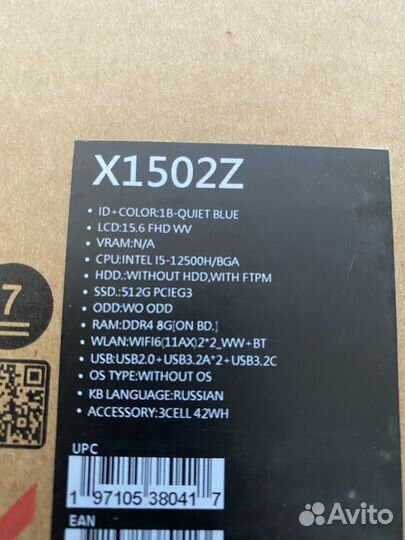 X1502Z
• ID+COLOR:1B-QUIET BLUE
• LCD:15.6 FHD WV
• VRAM:N/A
• CPU:INTEL I5-12500H/BGA
• HDD.:WITHOUT HDD,WITH FTPM
• SSD.:512G PCIEG3
• ODD:WO ODD
• RAM:DDR4 8G[ON BD.]
• WLAN:WIFI6(11AX)2*2_WW+BT
• USB:USB2.0+USB3.2A*2+USB3.2C
• OS TYPE:WITHOUT OS
• KB LANGUAGE:RUSSIAN
• ACCESSORY:3CELL 42WH
7
UPC
1 97105 38041 7
EAN
Avito